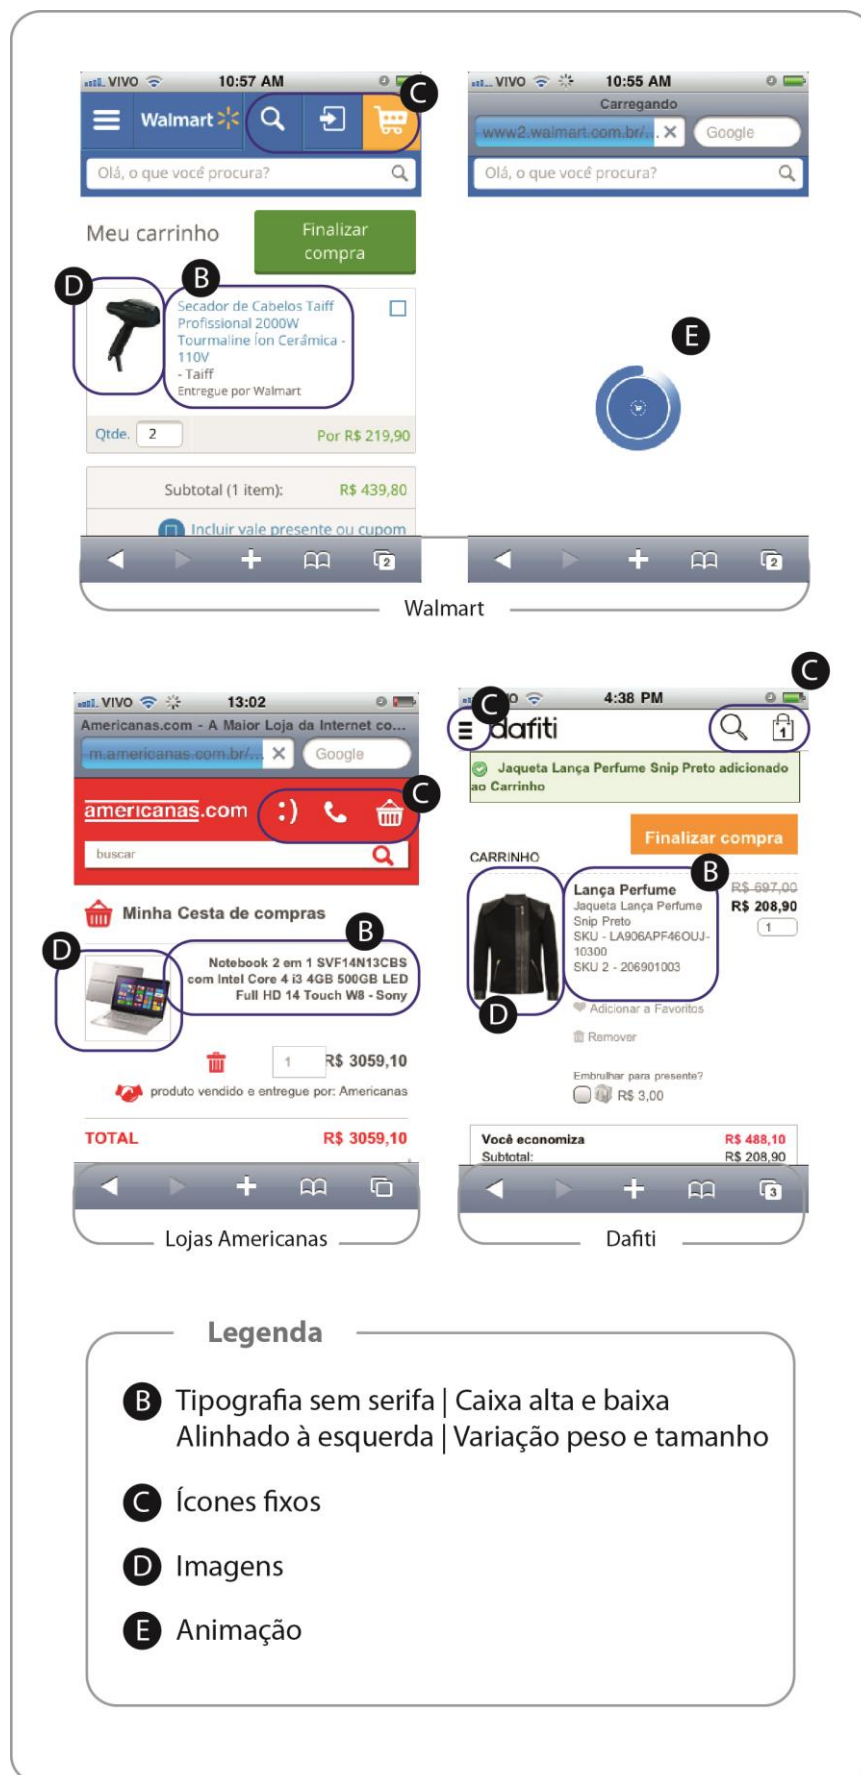 VIVO 10:57 AM
C
Walmart
Olá, o que você procura?
Meu carrinho
Finalizar
compra
D
B
Secador de Cabelos Taiff
Profissional 2000W
Tourmaline Íon Cerâmica -
110V
- Taiff
Entregue por Walmart
Qtde. 2 Por R$ 219,90
Subtotal (1 item): R$ 439,80
Incluir vale presente ou cupom
2
VIVO 10:55 AM
Carregando
www2.walmart.com.br/... Google
Olá, o que você procura?
E
2
Walmart
VIVO 13:02
Americanas.com - A Maior Loja da Internet co...
m.americanas.com.br/... Google
C
americanas.com :)
buscar
Minha Cesta de compras
B
D
Notebook 2 em 1 SVF14N13CBS
com Intel Core 4 i3 4GB 500GB LED
Full HD 14 Touch W8 - Sony
1 R$ 3059,10
produto vendido e entregue por: Americanas
TOTAL R$ 3059,10
Lojas Americanas
C
4:38 PM
C
dafiti 1
Jaqueta Lança Perfume Snip Preto adicionado
ao Carrinho
Finalizar compra
CARRINHO
B
Lança Perfume R$ 697,00
Jaqueta Lança Perfume R$ 208,90
Snip Preto 1
SKU - LA906APF46OUJ-
10300
SKU 2 - 206901003
D
Adicionar a Favoritos
Remover
Embrulhar para presente?
R$ 3,00
Você economiza R$ 488,10
Subtotal: R$ 208,90
3
Dafiti
Legenda
B Tipografia sem serifa | Caixa alta e baixa
Alinhado à esquerda | Variação peso e tamanho
C Ícones fixos
D Imagens
E Animação